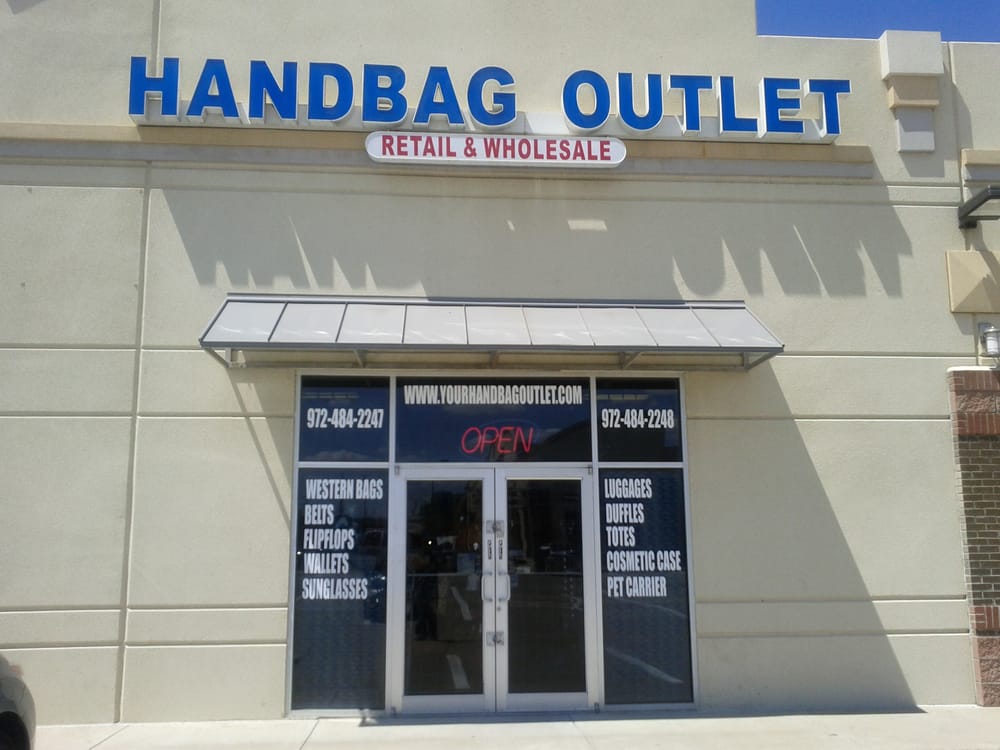 HANDBAG OUTLET
RETAIL & WHOLESALE
WWW.YOURHANDBAGOUTLET.COM
972-484-2247
OPEN
972-484-2248
WESTERN BAGS
BELTS
FLIPFLOPS
WALLETS
SUNGLASSES
LUGGAGES
DUFFLES
TOTES
COSMETIC CASE
PET CARRIER